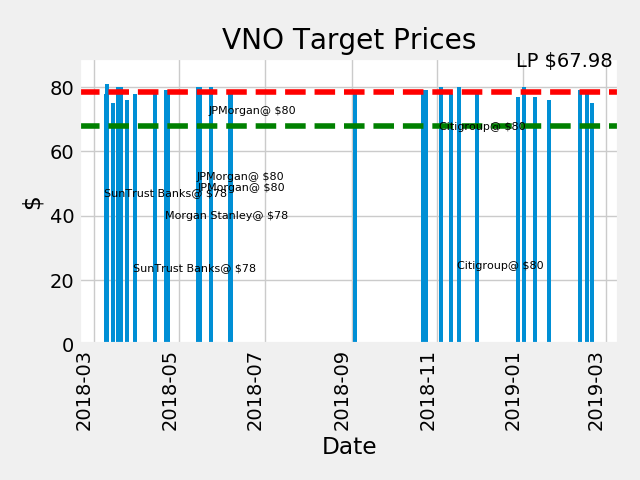 VNO Target Prices
LP $67.98
80
60
40
20
0
$
JPMorgan@ $80
Citigroup@ $80
JPMorgan@ $80
JPMorgan@ $80
SunTrust Banks@ $78
Morgan Stanley@ $78
SunTrust Banks@ $78
Citigroup@ $80
2018-03
2018-05
2018-07
2018-09
2018-11
2019-01
2019-03
Date